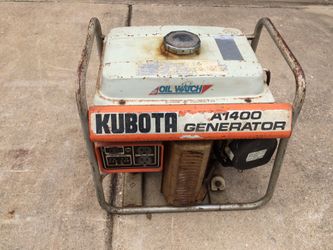 OIL WATCH
KUBOTA
A1400
GENERATOR